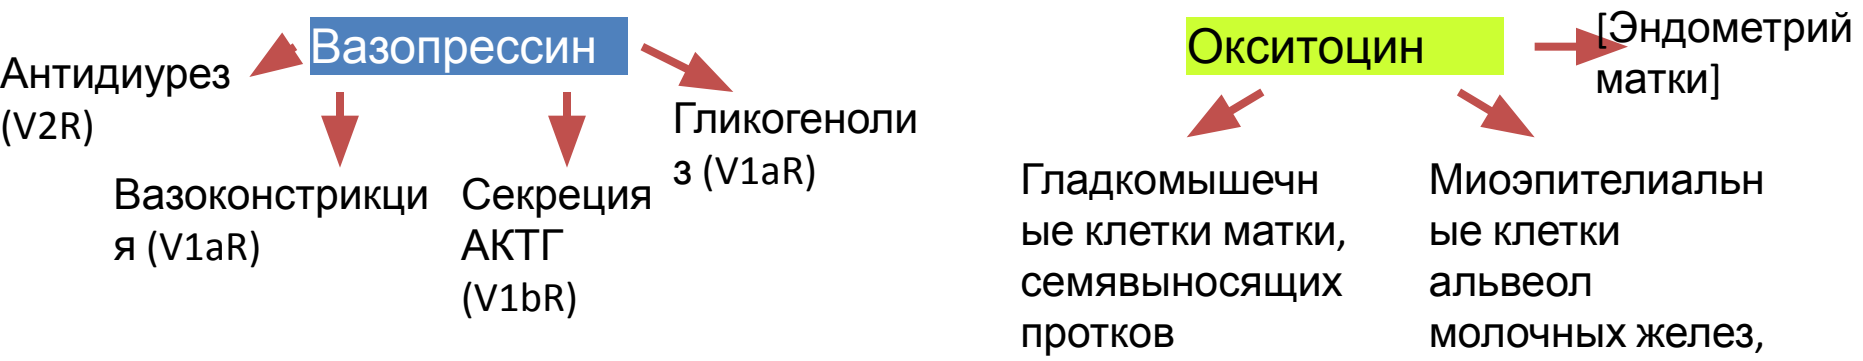 Вазопрессин
Антидиурез
(V2R)
Вазоконстрикци
я (V1aR)
Секреция
АКТГ
(V1bR)
Гликогеноли
з (V1aR)
Окситоцин
[Эндометрий
матки]
Гладкомышечн
ые клетки матки,
семявыносящих
протков
Миоэпителиальн
ые клетки
альвеол
молочных желез,